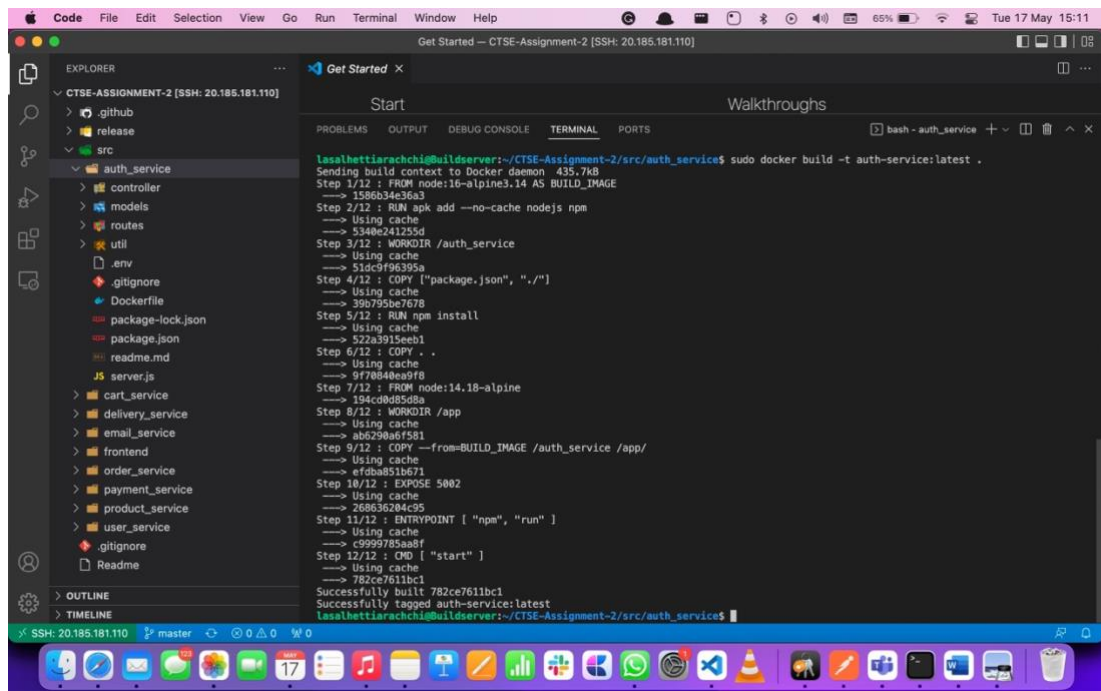 Code File Edit Selection View Go Run Terminal Window Help 65% Tue 17 May 15:11
Get Started — CTSE-Assignment-2 [SSH: 20.185.181.110]
EXPLORER
CTSE-ASSIGNMENT-2 [SSH: 20.185.181.110]
.github
release
src
auth_service
controller
models
routes
util
.env
.gitignore
Dockerfile
package-lock.json
package.json
readme.md
JS server.js
cart_service
delivery_service
email_service
frontend
order_service
payment_service
product_service
user_service
.gitignore
Readme
OUTLINE
TIMELINE
Get Started
Start Walkthroughs
PROBLEMS OUTPUT DEBUG CONSOLE TERMINAL PORTS bash - auth_service
lasalhettiarachchi@Buildserver:~/CTSE-Assignment-2/src/auth_service$ sudo docker build -t auth-service:latest .
Sending build context to Docker daemon 435.7kB
Step 1/12 : FROM node:16-alpine3.14 AS BUILD_IMAGE
---> 1586b34e36a3
Step 2/12 : RUN apk add --no-cache nodejs npm
---> Using cache
---> 5340e241255d
Step 3/12 : WORKDIR /auth_service
---> Using cache
---> 51dc9f96395a
Step 4/12 : COPY ["package.json", "./"]
---> Using cache
---> 39b795be7678
Step 5/12 : RUN npm install
---> Using cache
---> 522a3915eeb1
Step 6/12 : COPY . .
---> Using cache
---> 9f70840ea9f8
Step 7/12 : FROM node:14.18-alpine
---> 194cd0d85d8a
Step 8/12 : WORKDIR /app
---> Using cache
---> ab6290a6f581
Step 9/12 : COPY --from=BUILD_IMAGE /auth_service /app/
---> Using cache
---> efdba851b671
Step 10/12 : EXPOSE 5002
---> Using cache
---> 268636204c95
Step 11/12 : ENTRYPOINT [ "npm", "run" ]
---> Using cache
---> c9999785aa8f
Step 12/12 : CMD [ "start" ]
---> Using cache
---> 782ce7611bc1
Successfully built 782ce7611bc1
Successfully tagged auth-service:latest
lasalhettiarachchi@Buildserver:~/CTSE-Assignment-2/src/auth_service$
SSH: 20.185.181.110 master 0 0 0
123 MAY 17